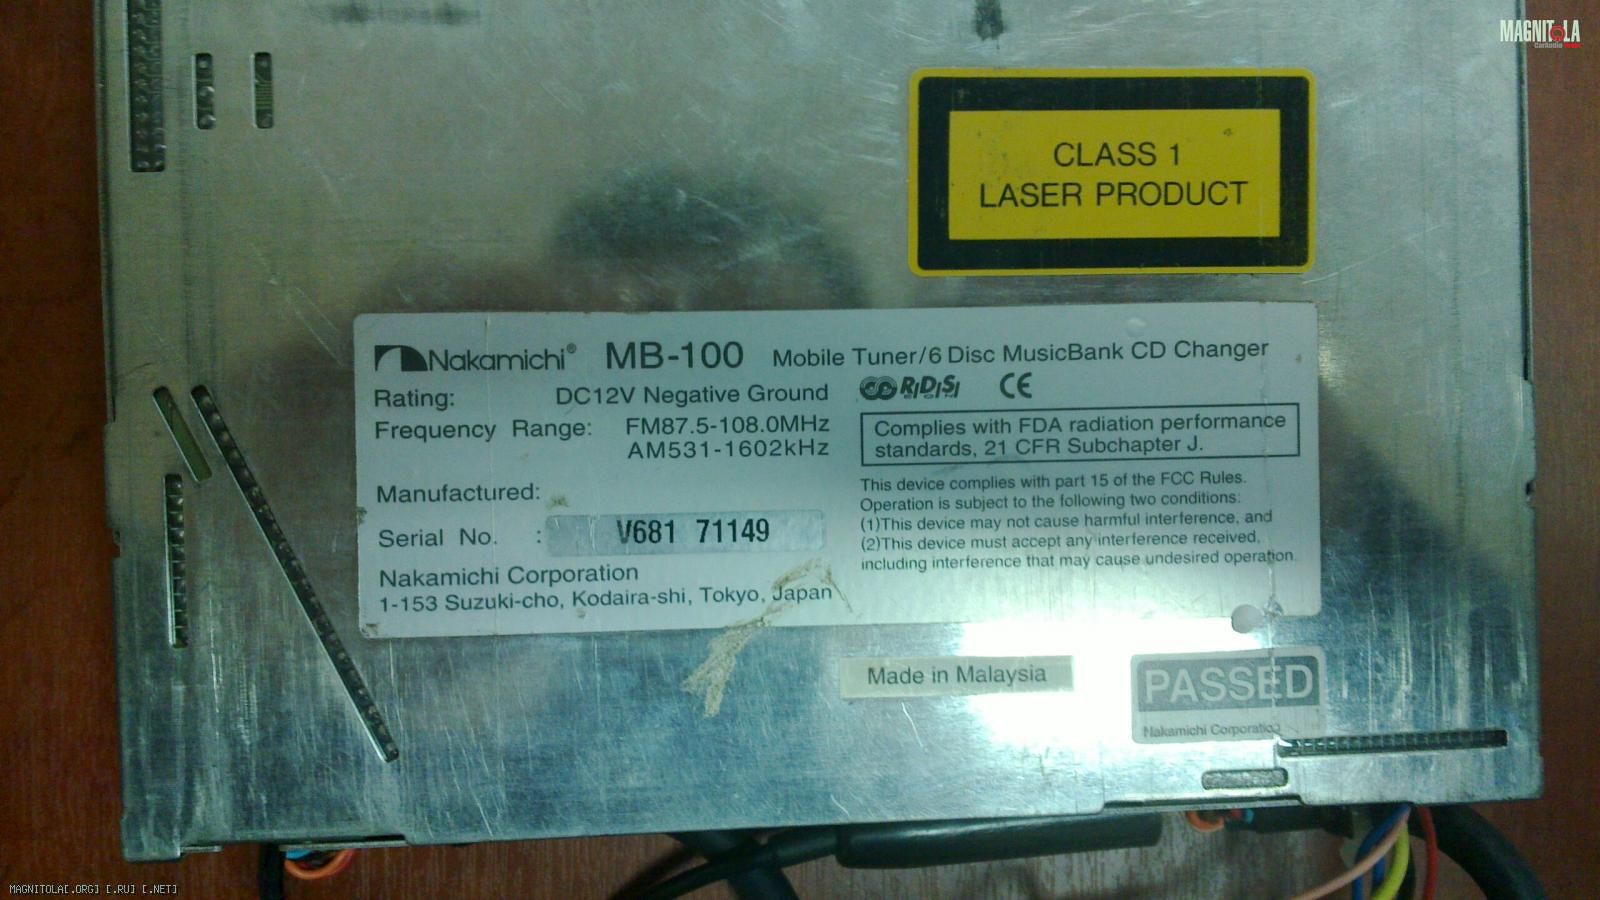 MAGNITOLA
CLASS 1
LASER PRODUCT
Nakamichi® MB-100 Mobile Tuner/6 Disc MusicBank CD Changer
Rating: DC12V Negative Ground
R.D.S. CE
Frequency Range: FM87.5-108.0MHz
AM531-1602kHz
Complies with FDA radiation performance
standards, 21 CFR Subchapter J.
Manufactured:
Serial No. : V681 71149
Nakamichi Corporation
1-153 Suzuki-cho, Kodaira-shi, Tokyo, Japan
This device complies with part 15 of the FCC Rules.
Operation is subject to the following two conditions:
(1)This device may not cause harmful interference, and
(2)This device must accept any interference received,
including interference that may cause undesired operation.
Made in Malaysia
PASSED
Nakamichi Corporation
MAGNITOLA[.ORG] [.RU] [.NET]